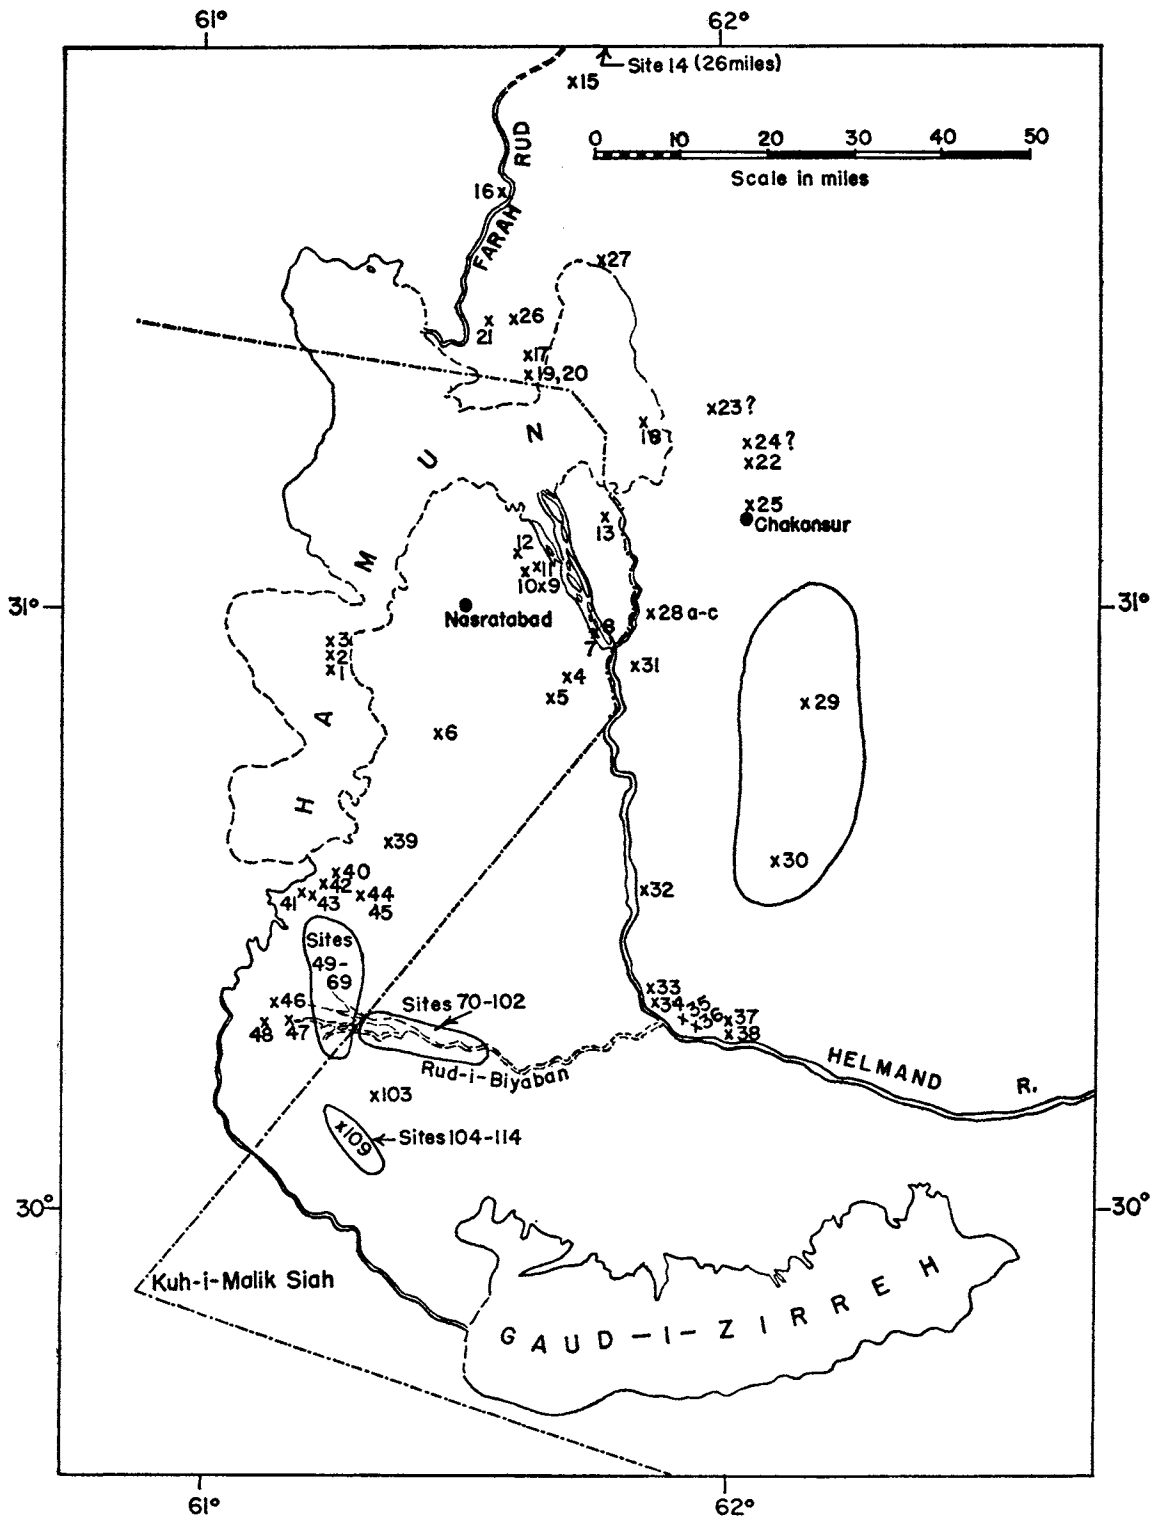 61° 62°
Site 14 (26miles)
x15
0 10 20 30 40 50
Scale in miles
RUD
16x
FARAH
x27
x26
21
x17
x19,20
x23?
18
N
x24?
x22
U
x25
Chakansur
13
12
x11
10x9
M
31° 31°
x28 a-c
Nasratabad
8
7
x3
x2
x1
x31
x4
x5
x29
A
x6
H
x39
x30
x40
x42
41 43
x44
45
x32
Sites
49-
69
x33
x34
x35
x36
x37
x38
x46
Sites 70-102
48 47
Rud-i-Biyaban
HELMAND R.
x103
x109
Sites 104-114
30° 30°
Kuh-i-Malik Siah
GAUD-I-ZIRREH
61° 62°